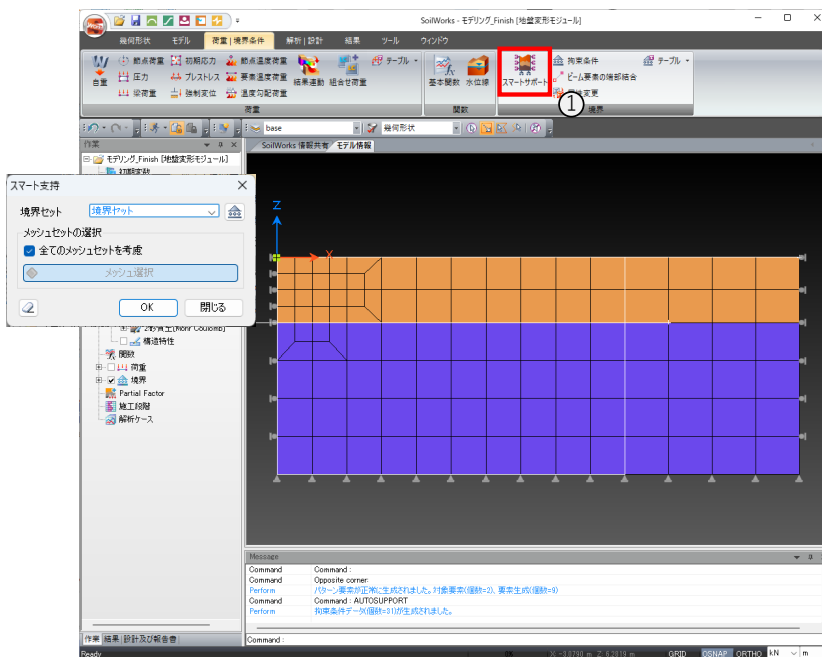 SoilWorks - モデリング_Finish [地盤変形モジュール]
幾何形状 モデル 荷重|境界条件 解析|設計 結果 ツール ウィンドウ
自重
節点荷重 初期応力 節点温度荷重
圧力 プレストレス 要素温度荷重
梁荷重 強制変位 温度勾配荷重
結果連動 組合せ荷重
テーブル
基本関数 水位線
スマートサポート
拘束条件 テーブル
ビーム要素の端部結合
変更
①
荷重 関数 境界
base 幾何形状
作業
SoilWorks 情報共有 モデル情報
モデリング_Finish [地盤変形モジュール]
初期変数
スマート支持
境界セット 境界セット
メッシュセットの選択
全てのメッシュセットを考慮
メッシュ選択
OK 閉じる
構造特性
関数
荷重
境界
Partial Factor
施工段階
解析ケース
Z
X
Message
Command Command :
Command Opposite corner:
Perform パターン要素が正常に生成されました。対象要素(個数=2)、要素生成(個数=9)
Command Command : AUTOSUPPORT
Perform 拘束条件データ(個数=31)が生成されました。
作業 結果 設計及び報告書
Command :
Ready
GRID OSNAP ORTHO kN m